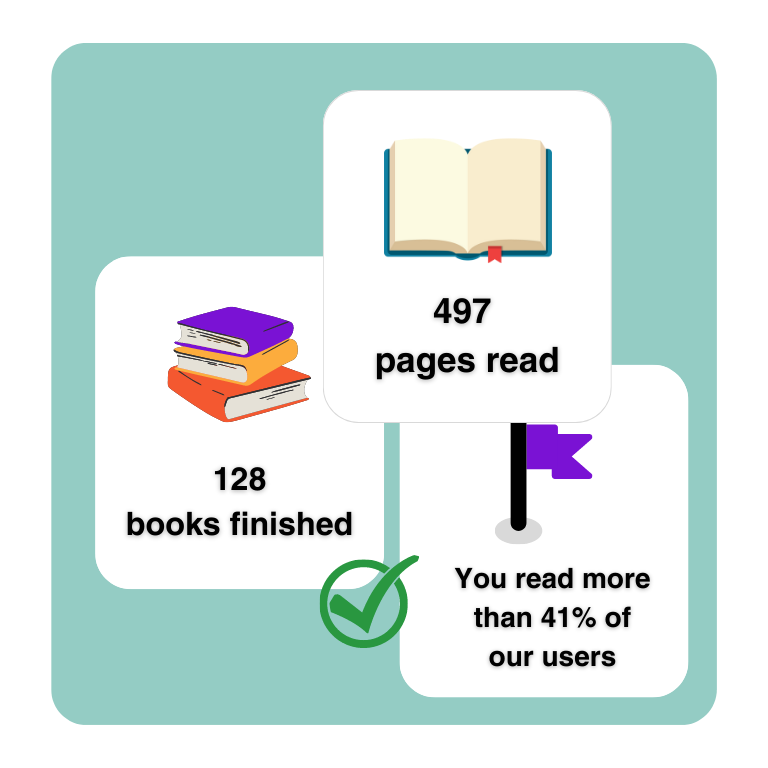 497
pages read
128
books finished
You read more
than 41% of
our users